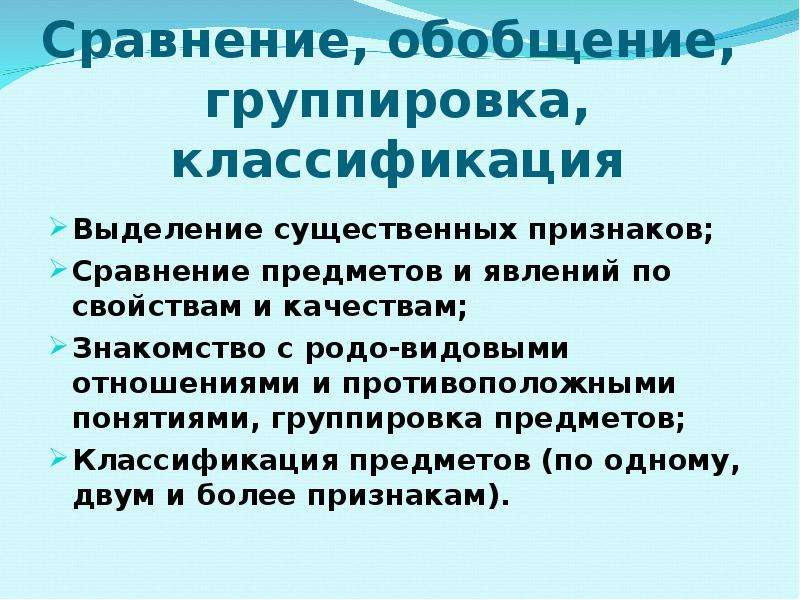 Сравнение, обобщение,
группировка,
классификация
Выделение существенных признаков;
Сравнение предметов и явлений по
свойствам и качествам;
Знакомство с родо-видовыми
отношениями и противоположными
понятиями, группировка предметов;
Классификация предметов (по одному,
двум и более признакам).